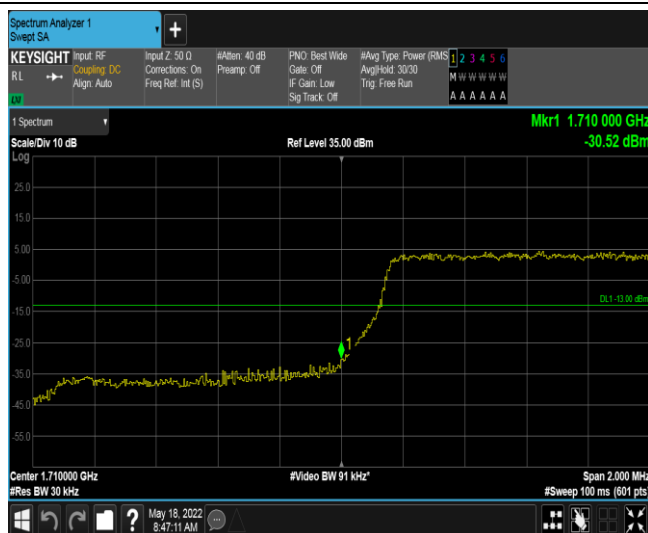 Spectrum Analyzer 1
Swept SA
KEYSIGHT
RL
Input: RF
Coupling: DC
Align: Auto
Input Z: 50 Ω
Corrections: On
Freq Ref: Int (S)
#Atten: 40 dB
Preamp: Off
PNO: Best Wide
Gate: Off
IF Gain: Low
Sig Track: Off
#Avg Type: Power (RMS
Avg|Hold: 30/30
Trig: Free Run
1 2 3 4 5 6
M W W W W W
A A A A A A
LXI
1 Spectrum
Mkr1 1.710 000 GHz
-30.52 dBm
Scale/Div 10 dB
Ref Level 35.00 dBm
Log
25.0
15.0
5.00
-5.00
DL1 -13.00 dBm
-15.0
-25.0
1
-35.0
-45.0
-55.0
Center 1.710000 GHz
#Video BW 91 kHz*
Span 2.000 MHz
#Res BW 30 kHz
#Sweep 100 ms (601 pts)
?
May 18, 2022
8:47:11 AM